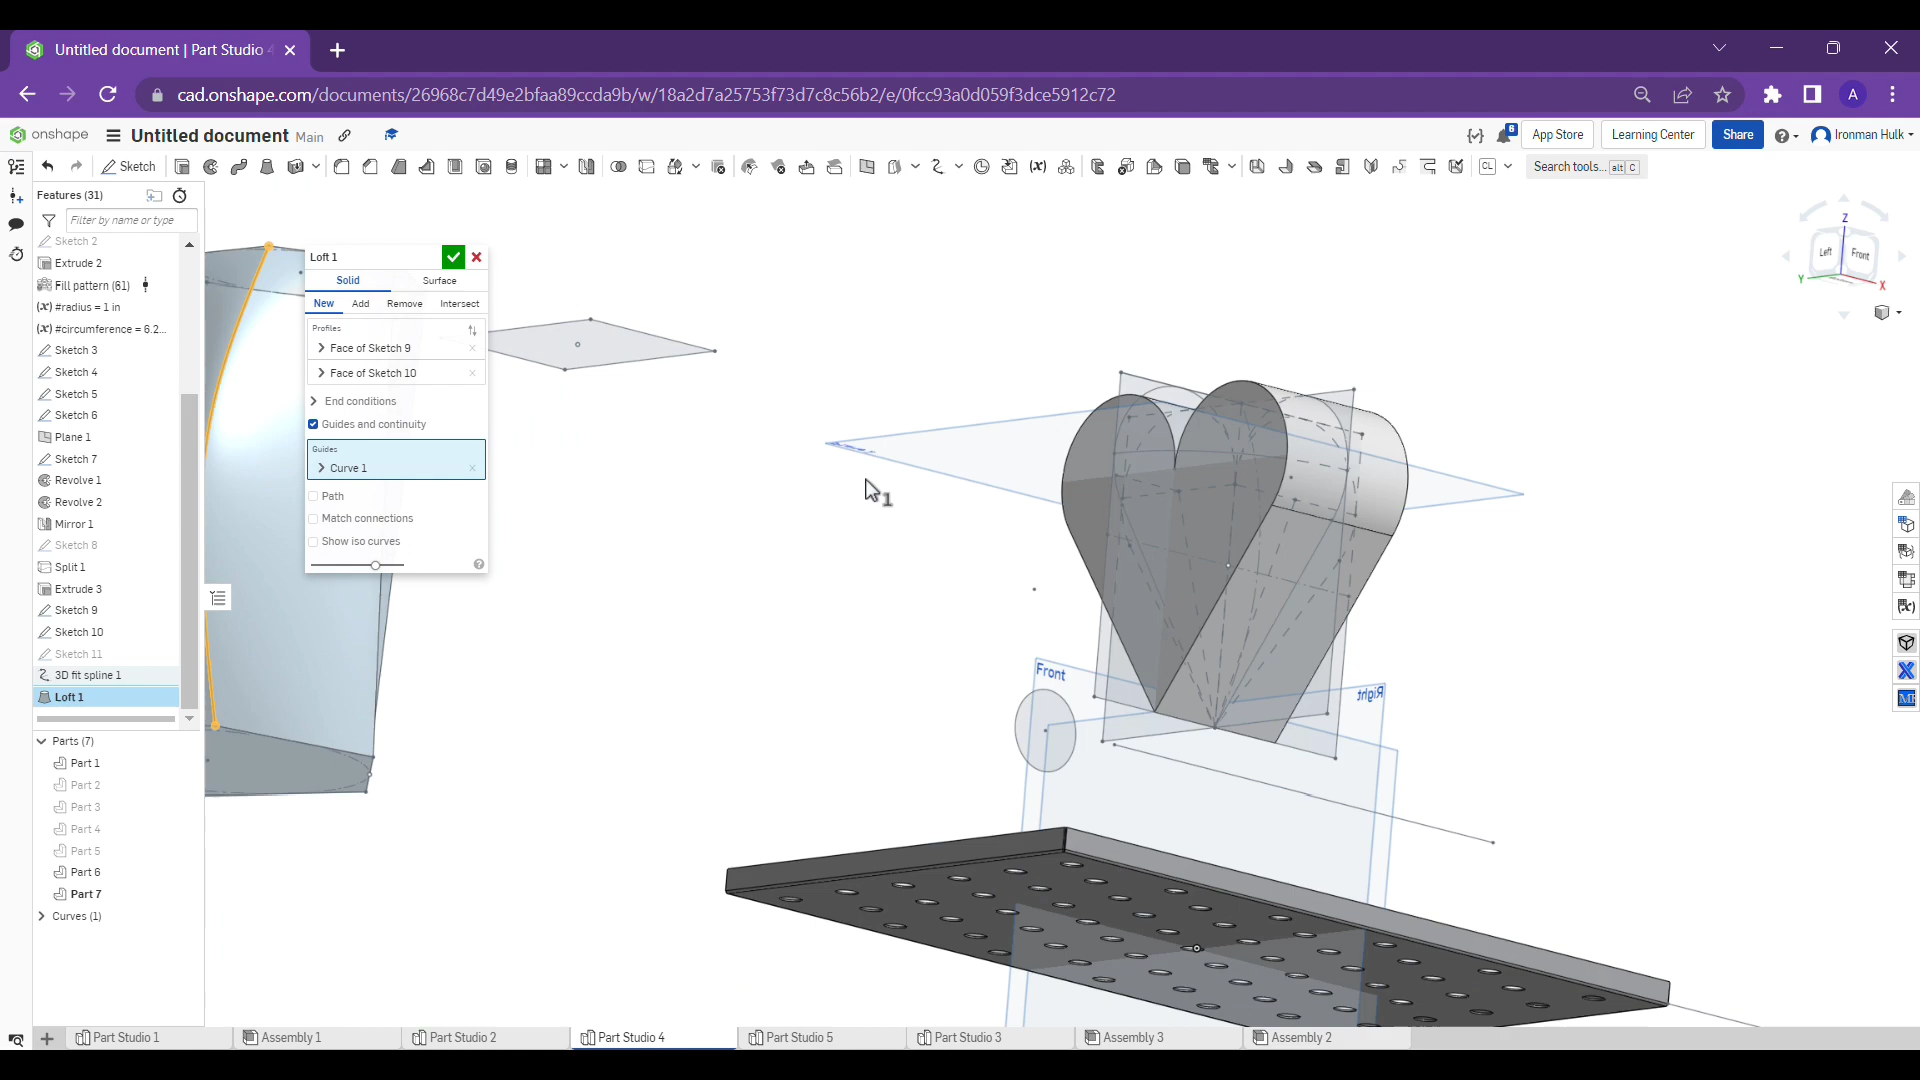 Untitled document | Part Studio 4
cad.onshape.com/documents/26968c7d49e2bfaa89ccda9b/w/18a2d7a25753f73d7c8c56b2/e/0fcc93a0d059f3dce5912c72
A
onshape
Untitled document Main
6
App Store
Learning Center
Share
Ironman Hulk
Sketch
CL
Search tools... alt C
Features (31)
Filter by name or type
Sketch 2
Extrude 2
Fill pattern (61)
(x) #radius = 1 in
(x) #circumference = 6.2...
Sketch 3
Sketch 4
Sketch 5
Sketch 6
Plane 1
Sketch 7
Revolve 1
Revolve 2
Mirror 1
Sketch 8
Split 1
Extrude 3
Sketch 9
Sketch 10
Sketch 11
3D fit spline 1
Loft 1
Parts (7)
Part 1
Part 2
Part 3
Part 4
Part 5
Part 6
Part 7
Curves (1)
Loft 1
Solid
Surface
New
Add
Remove
Intersect
Profiles
Face of Sketch 9
Face of Sketch 10
End conditions
Guides and continuity
Guides
Curve 1
Path
Match connections
Show iso curves
1
Front
Right
Z
Left
Front
Y
X
Part Studio 1
Assembly 1
Part Studio 2
Part Studio 4
Part Studio 5
Part Studio 3
Assembly 3
Assembly 2